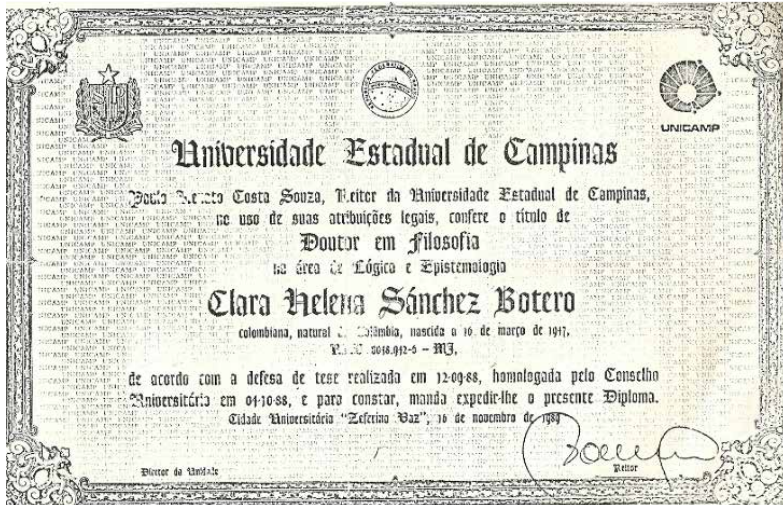 UNICAMP
Universidade Estadual de Campinas
Paulo Renato Costa Souza, Reitor da Universidade Estadual de Campinas,
no uso de suas atribuições legais, confere o título de
Doutor em Filosofia
na área de Lógica e Epistemologia
Clara Helena Sánchez Botero
colombiana, natural Colômbia, nascida a 16 de março de
MJ,
de acordo com a defesa de tese realizada em 12-09-88, homologada pelo Conselho
Universitário em 04-10-88, e para constar, manda expedir-lhe o presente Diploma.
Cidade Universitária "Zeferino Vaz", 16 de novembro de 1989
Diretor da Unidade
Reitor